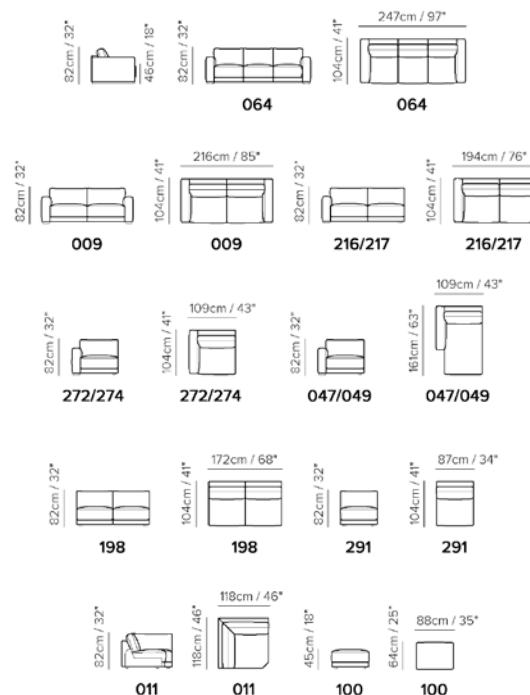 247cm / 97"
82cm / 32"
46cm / 18"
82cm / 32"
104cm / 41"
064
064
216cm / 85"
194cm / 76"
82cm / 32"
104cm / 41"
82cm / 32"
104cm / 41"
009
009
216/217
216/217
109cm / 43"
109cm / 43"
82cm / 32"
104cm / 41"
82cm / 32"
161cm / 63"
272/274
272/274
047/049
047/049
172cm / 68"
87cm / 34"
82cm / 32"
104cm / 41"
82cm / 32"
104cm / 41"
198
198
291
291
118cm / 46"
88cm / 35"
82cm / 32"
118cm / 46"
45cm / 18"
64cm / 25"
011
011
100
100